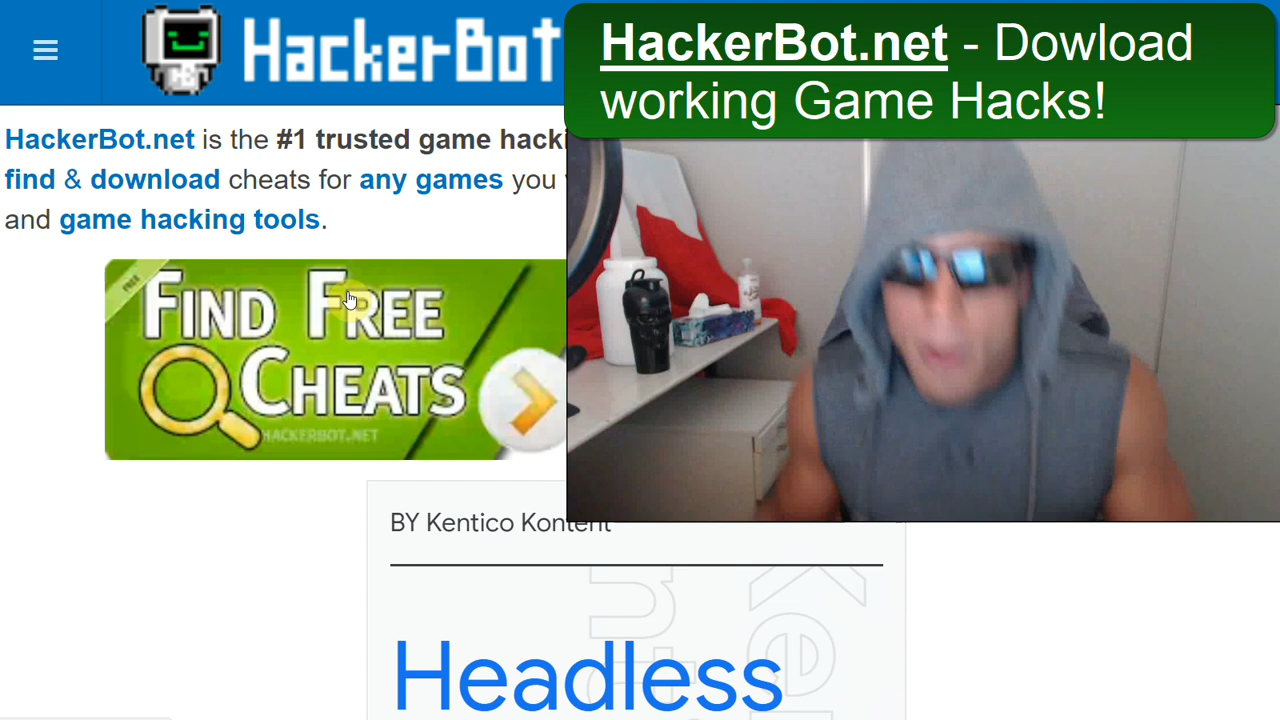 HackerBot
HackerBot.net - Dowload
working Game Hacks!
HackerBot.net is the #1 trusted game hacki
find & download cheats for any games you
and game hacking tools.
FREE
FIND FREE
CHEATS
HACKERBOT.NET
BY Kentico Kontent
Headless